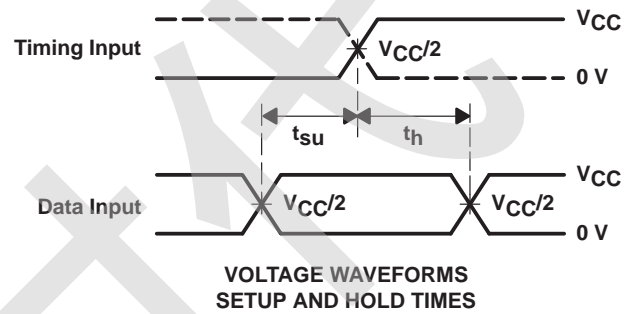 VCC
Timing Input
VCC/2
0 V
tsu
th
VCC
Data Input
VCC/2
VCC/2
0 V
VOLTAGE WAVEFORMS
SETUP AND HOLD TIMES